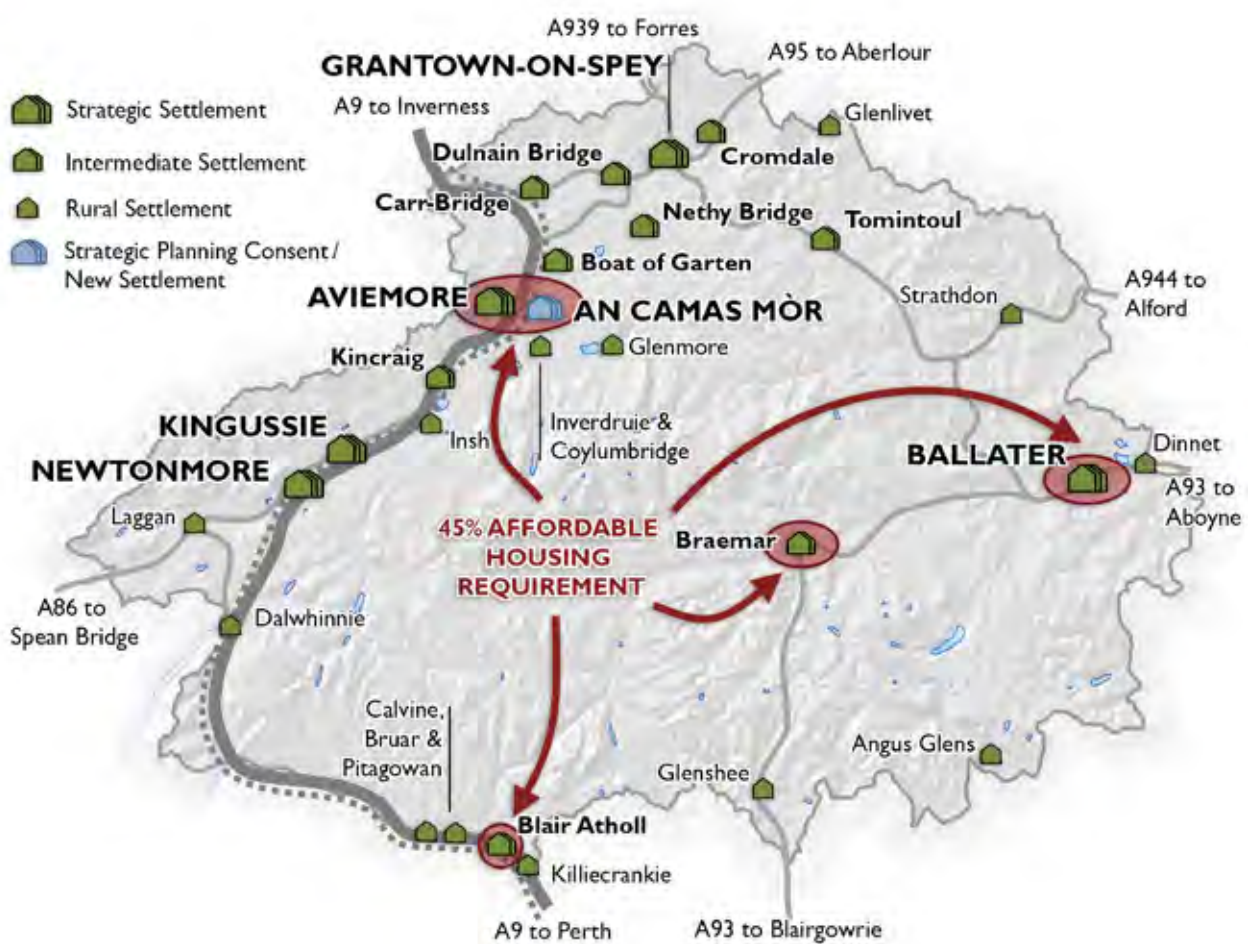 A939 to Forres
A95 to Aberlour
GRANTOWN-ON-SPEY
Strategic Settlement
A9 to Inverness
Glenlivet
Intermediate Settlement
Dulnain Bridge
Cromdale
Rural Settlement
Carr-Bridge
Nethy Bridge
Tomintoul
Strategic Planning Consent /
New Settlement
Boat of Garten
AVIEMORE
AN CAMAS MÒR
Strathdon
A944 to
Alford
Glenmore
Kincraig
Inverdruie &
Coylumbridge
Insh
KINGUSSIE
NEWTONMORE
BALLATER
Dinnet
A93 to
Aboyne
Laggan
45% AFFORDABLE
HOUSING
REQUIREMENT
Braemar
A86 to
Spean Bridge
Dalwhinnie
Calvine,
Bruar &
Pitagowan
Angus Glens
Glenshee
Blair Atholl
Killiecrankie
A9 to Perth
A93 to Blairgowrie